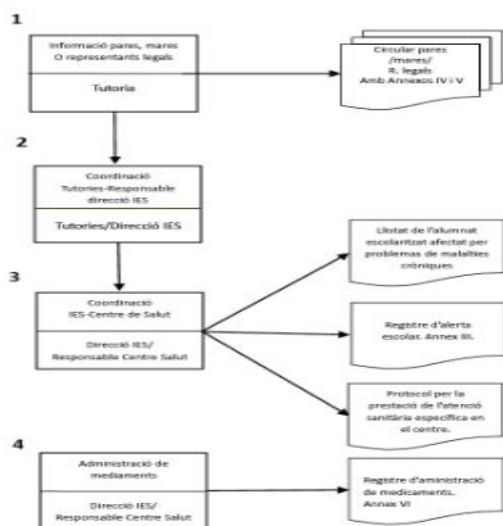 1
Informació pares, mares
O representants legals
Tutoria
Circular pares
/mares/
R. legals
Amb Annexos IV i V
2
Coordinació
Tutories-Responsable
direcció IES
Tutories/Direcció IES
3
Coordinació
IES-Centre de Salut
Direcció IES/
Responsable Centre Salut
Llistat de l'alumnat
escolaritzat afectat per
problemas de malalties
cròniques
Registre d'alerta
escolar. Annex III.
Protocol per la
prestació de l'atenció
sanitària específica en
el centre.
4
Administració de
mediaments
Direcció IES/
Responsable Centre Salut
Registre d'aministració
de medicaments.
Annex VI